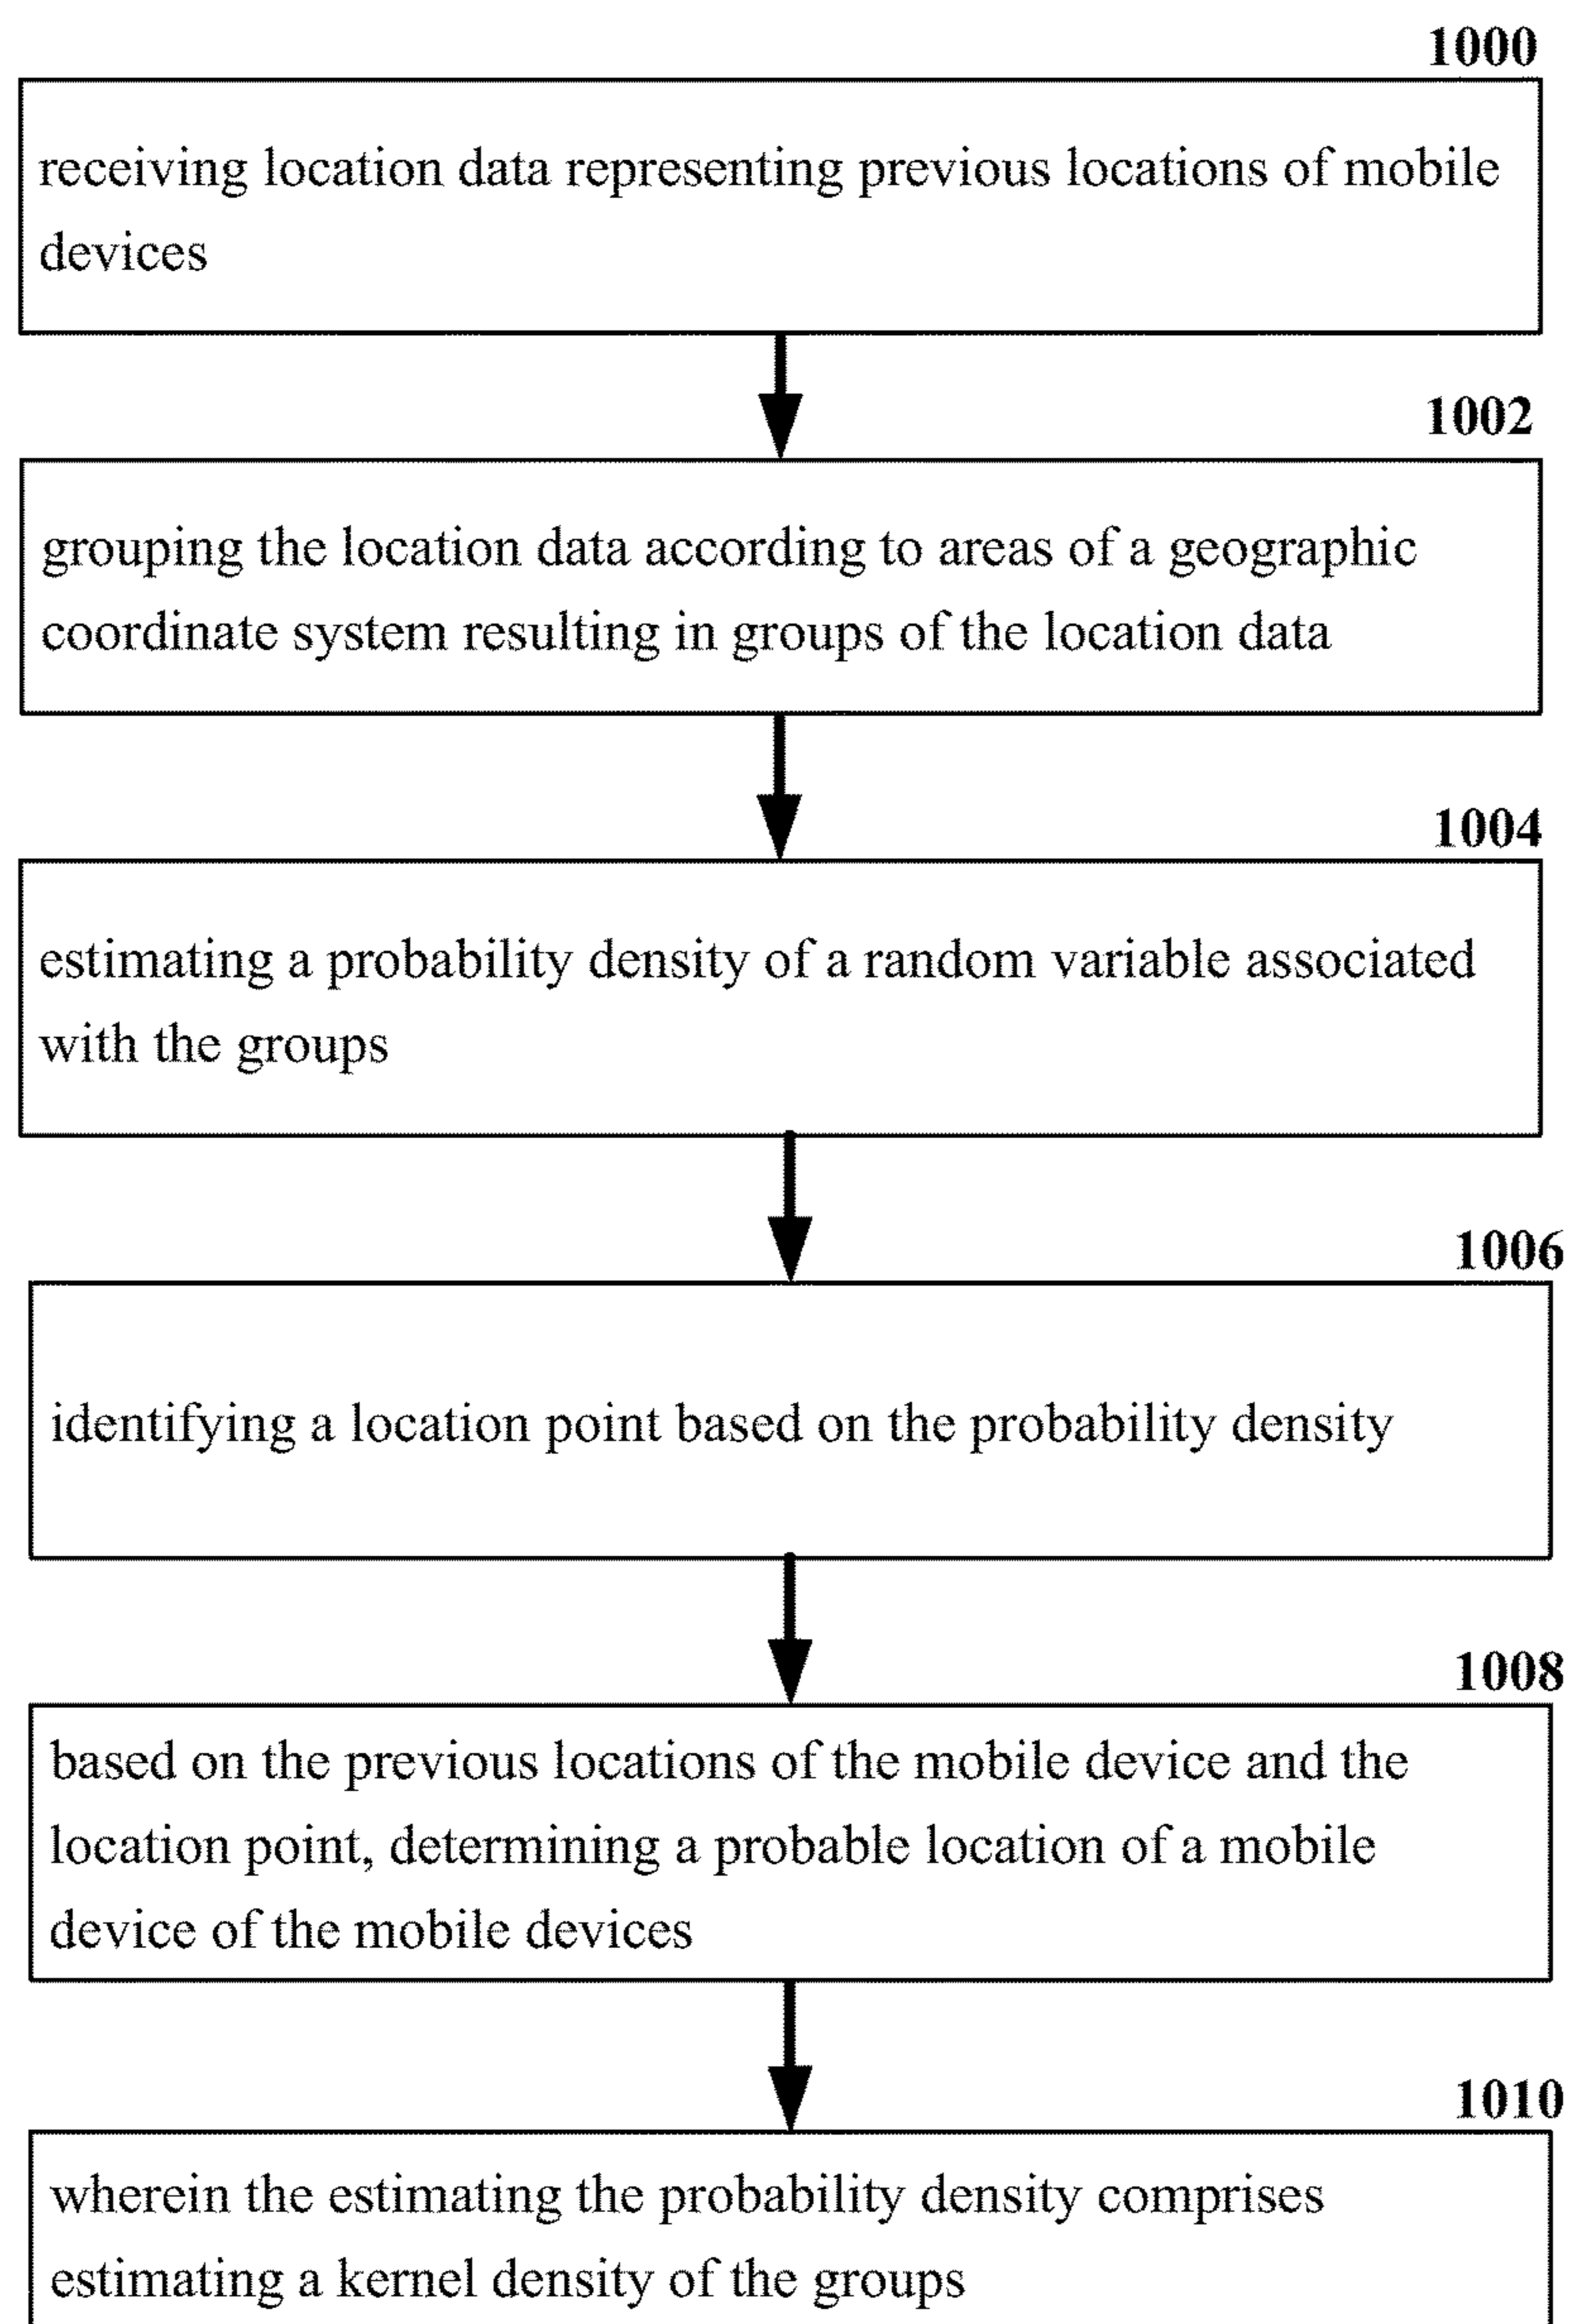 1000
receiving location data representing previous locations of mobile
devices
1002
grouping the location data according to areas of a geographic
coordinate system resulting in groups of the location data
1004
estimating a probability density of a random variable associated
with the groups
1006
identifying a location point based on the probability density
1008
based on the previous locations of the mobile device and the
location point, determining a probable location of a mobile
device of the mobile devices
1010
wherein the estimating the probability density comprises
estimating a kernel density of the groups